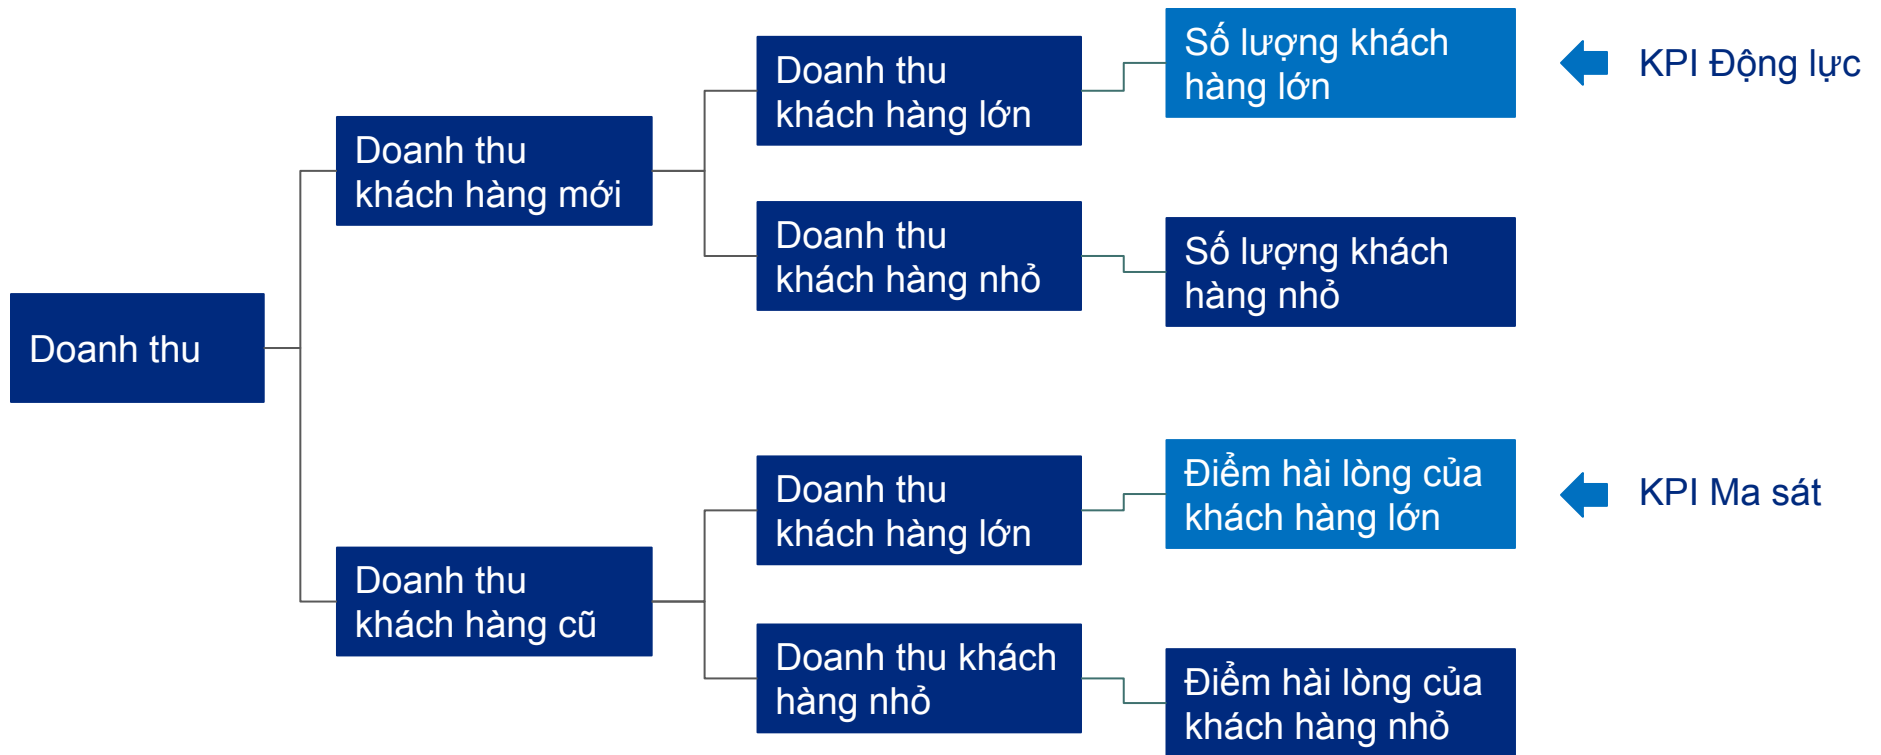 Doanh thu
Doanh thu
khách hàng mới
Doanh thu
khách hàng lớn
Số lượng khách
hàng lớn
KPI Động lực
Doanh thu
khách hàng nhỏ
Số lượng khách
hàng nhỏ
Doanh thu
khách hàng cũ
Doanh thu
khách hàng lớn
Điểm hài lòng của
khách hàng lớn
KPI Ma sát
Doanh thu khách
hàng nhỏ
Điểm hài lòng của
khách hàng nhỏ